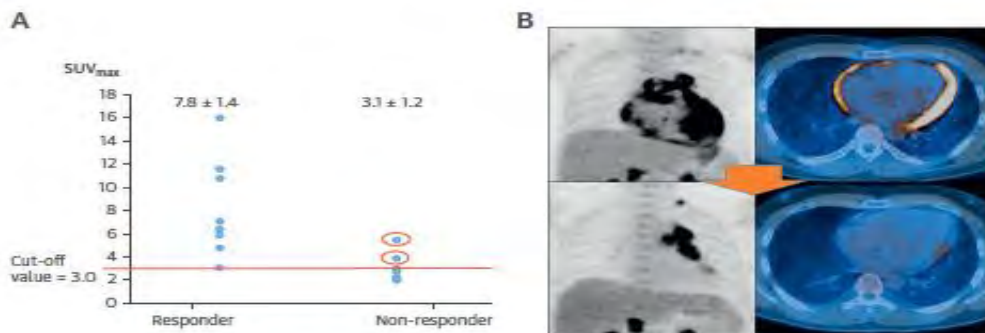 A
B
SUVmax
7.8 ± 1.4
3.1 ± 1.2
18
16
14
12
10
8
6
4
2
0
Cut-off
value = 3.0
Responder
Non-responder